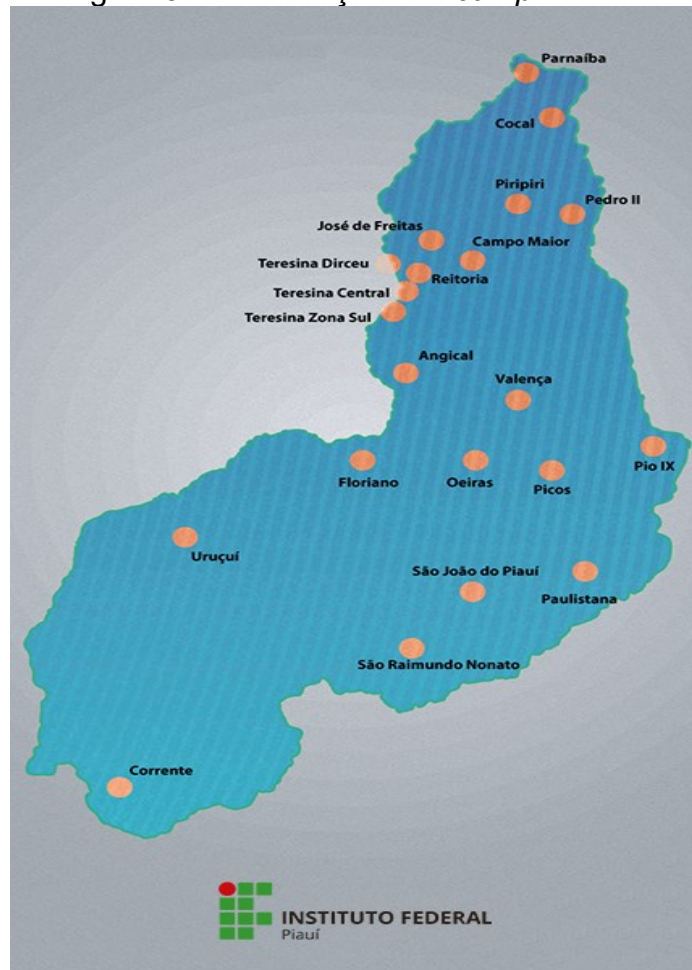 Parnaíba
Cocal
Piripiri
Pedro II
José de Freitas
Campo Maior
Teresina Dirceu
Reitoria
Teresina Central
Teresina Zona Sul
Angical
Valença
Pio IX
Floriano
Oeiras
Picos
Uruçuí
São João do Piauí
Paulistana
São Raimundo Nonato
Corrente
INSTITUTO FEDERAL
Piauí